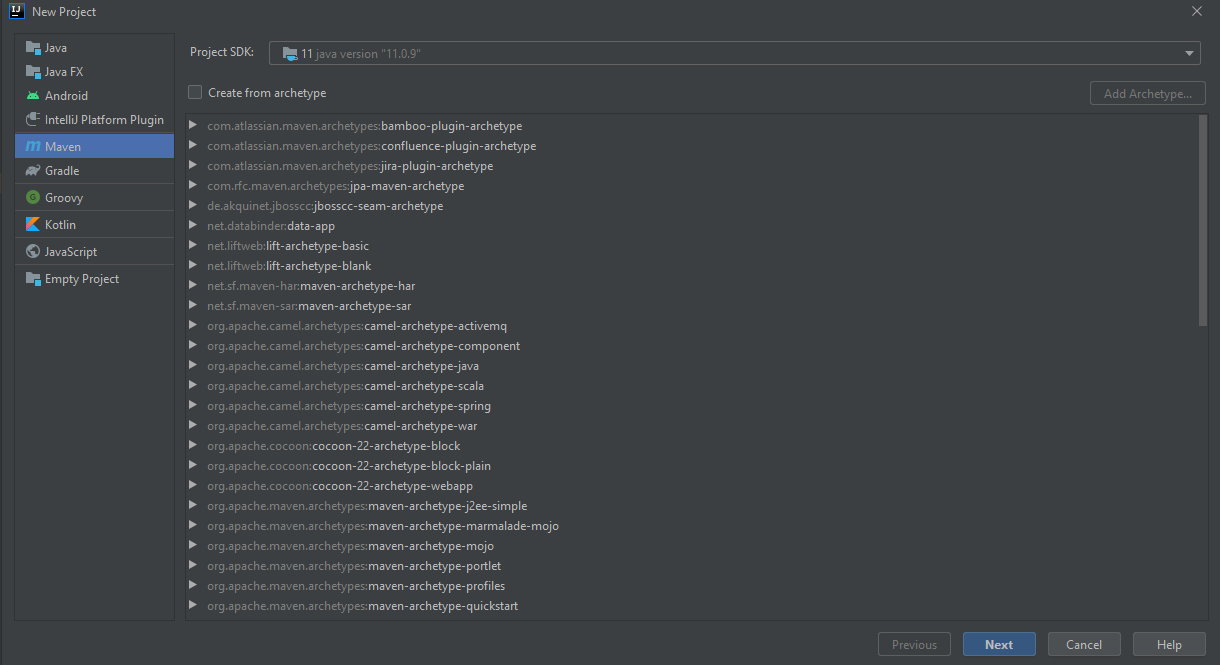 New Project
Java
Java FX
Android
IntelliJ Platform Plugin
Maven
Gradle
Groovy
Kotlin
JavaScript
Empty Project
Project SDK: 11 java version "11.0.9"
Create from archetype
Add Archetype...
com.atlassian.maven.archetypes:bamboo-plugin-archetype
com.atlassian.maven.archetypes:confluence-plugin-archetype
com.atlassian.maven.archetypes:jira-plugin-archetype
com.rfc.maven.archetypes:jpa-maven-archetype
de.akquinet.jbosscc:jbosscc-seam-archetype
net.databinder:data-app
net.liftweb:lift-archetype-basic
net.liftweb:lift-archetype-blank
net.sf.maven-har:maven-archetype-har
net.sf.maven-sar:maven-archetype-sar
org.apache.camel.archetypes:camel-archetype-activemq
org.apache.camel.archetypes:camel-archetype-component
org.apache.camel.archetypes:camel-archetype-java
org.apache.camel.archetypes:camel-archetype-scala
org.apache.camel.archetypes:camel-archetype-spring
org.apache.camel.archetypes:camel-archetype-war
org.apache.cocoon:cocoon-22-archetype-block
org.apache.cocoon:cocoon-22-archetype-block-plain
org.apache.cocoon:cocoon-22-archetype-webapp
org.apache.maven.archetypes:maven-archetype-j2ee-simple
org.apache.maven.archetypes:maven-archetype-marmalade-mojo
org.apache.maven.archetypes:maven-archetype-mojo
org.apache.maven.archetypes:maven-archetype-portlet
org.apache.maven.archetypes:maven-archetype-profiles
org.apache.maven.archetypes:maven-archetype-quickstart
Previous
Next
Cancel
Help